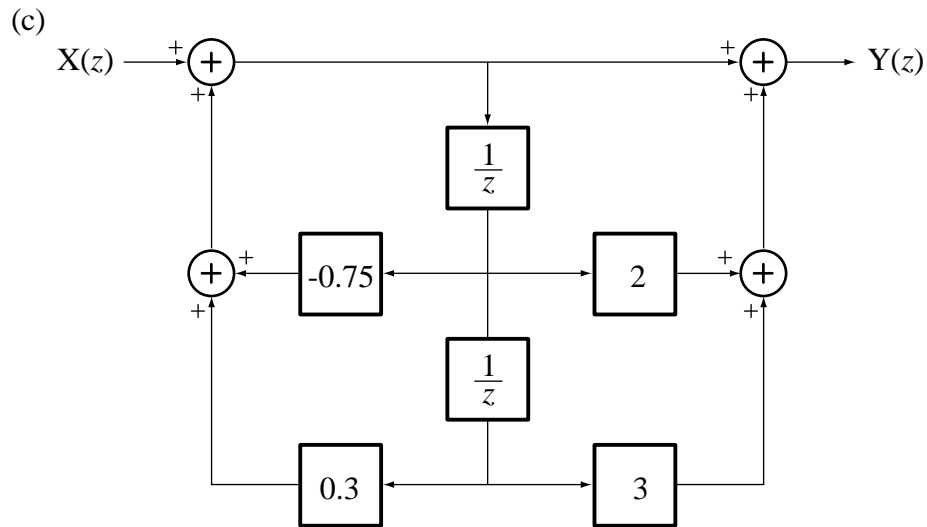 (c)
X(z) + + + Y(z)
+ +
1
z
+ -0.75 2 + +
+ +
1
z
0.3 3